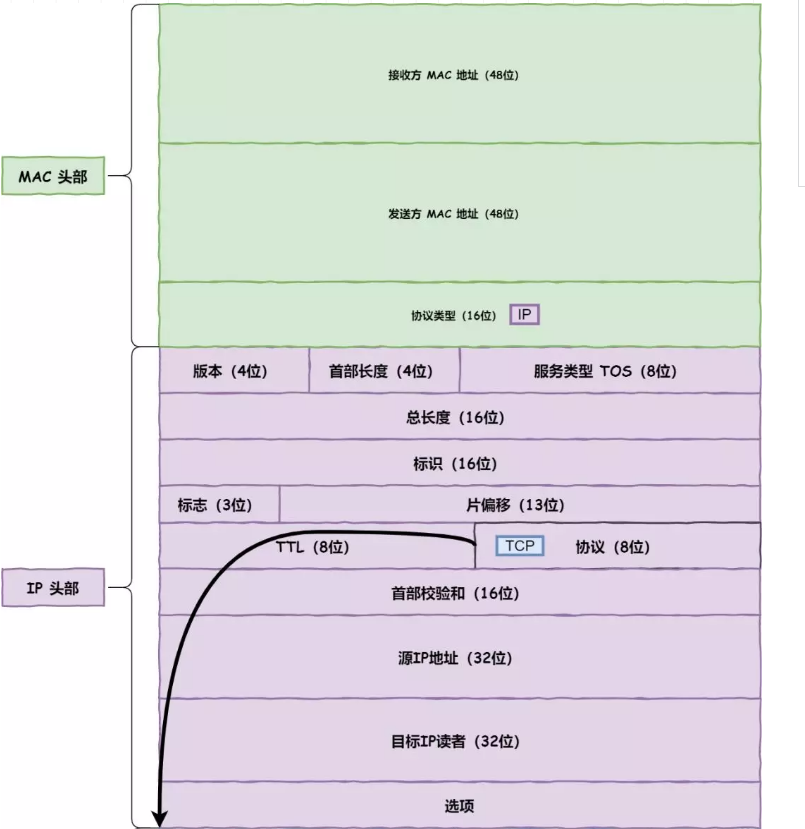 接收方 MAC 地址（48位）
MAC 头部
发送方 MAC 地址（48位）
协议类型（16位） IP
版本（4位） 首部长度（4位） 服务类型 TOS（8位）
总长度（16位）
标识（16位）
标志（3位） 片偏移（13位）
TTL（8位） TCP 协议（8位）
IP 头部
首部校验和（16位）
源IP地址（32位）
目标IP读者（32位）
选项